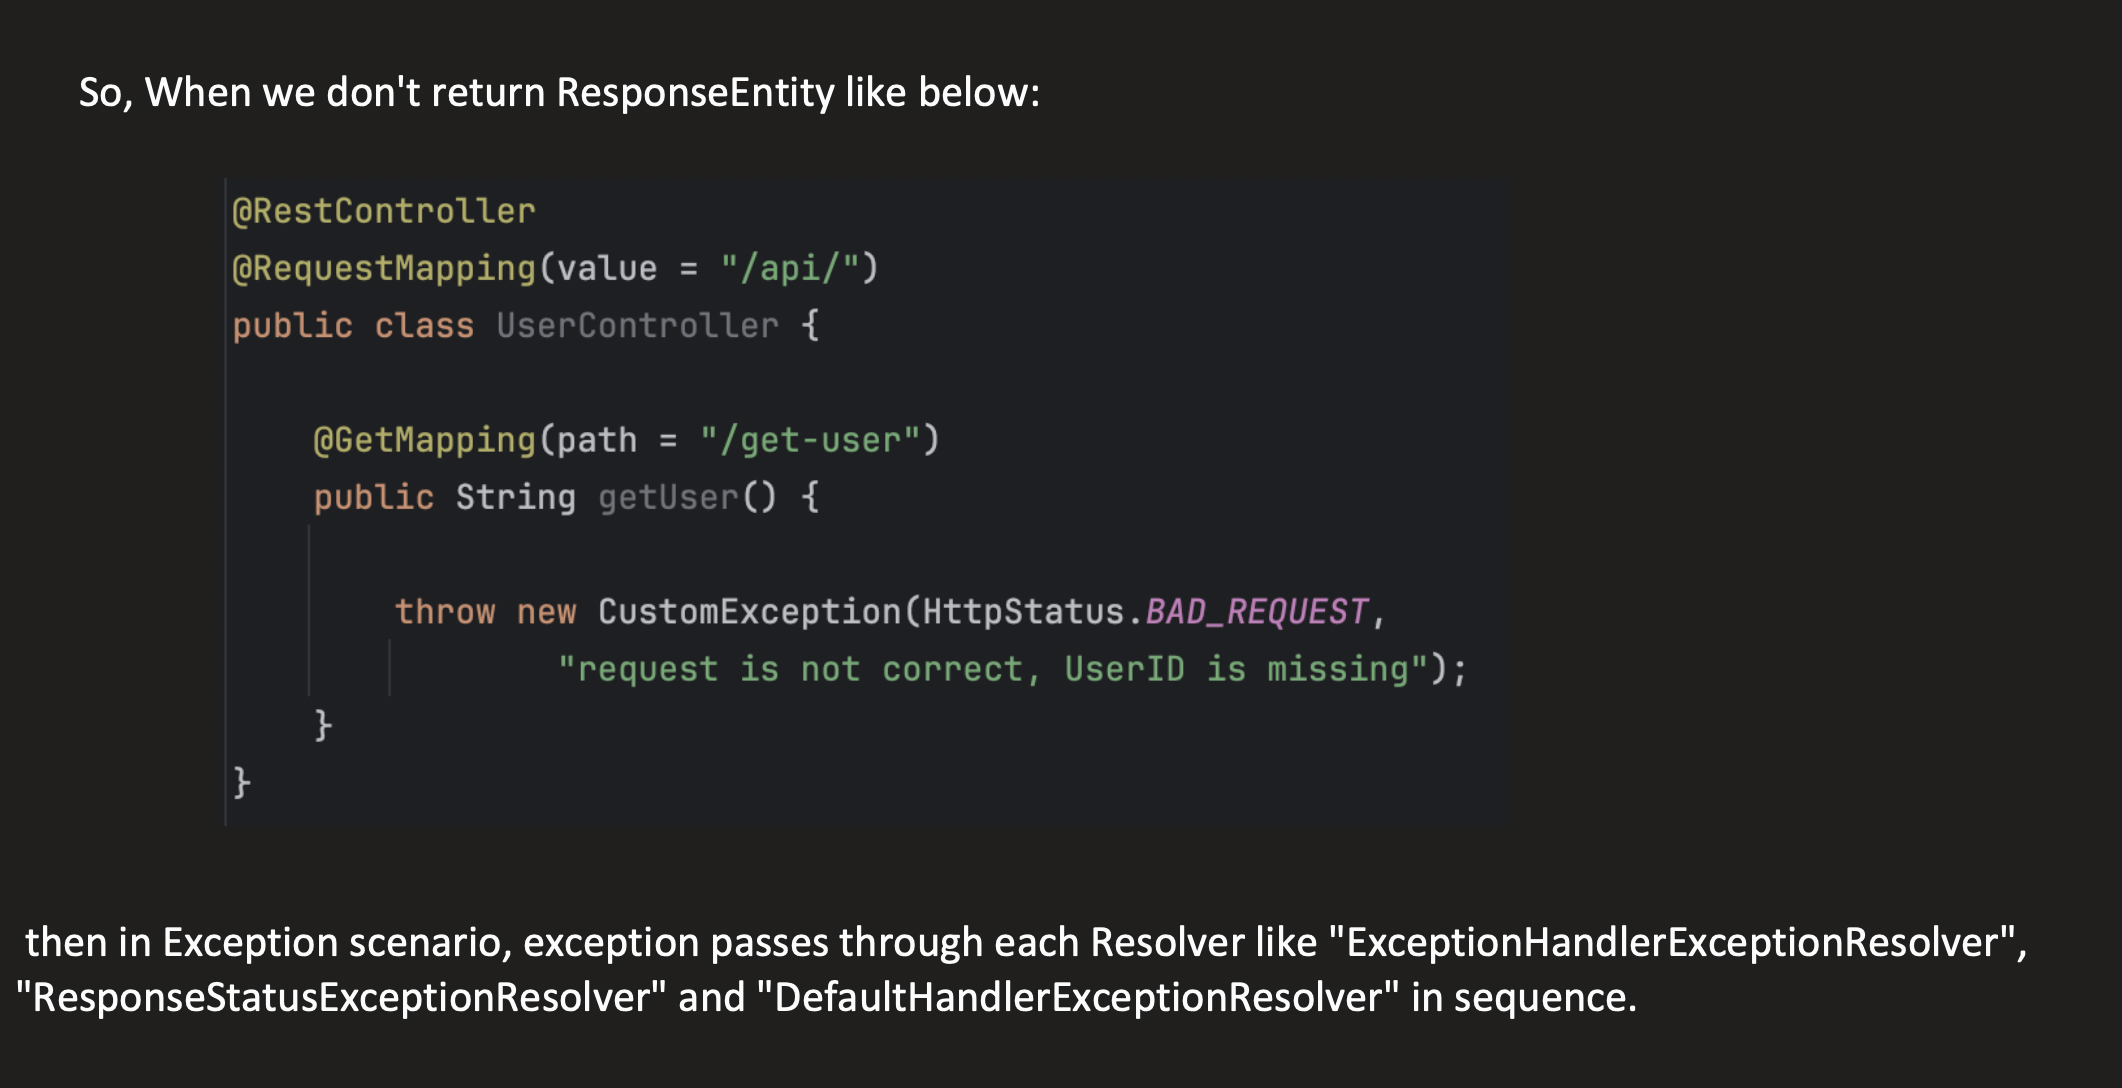 So, When we don't return ResponseEntity like below:
@RestController
@RequestMapping(value = "/api/")
public class UserController {
@GetMapping(path = "/get-user")
public String getUser() {
throw new CustomException(HttpStatus.BAD_REQUEST,
"request is not correct, UserID is missing");
}
}
then in Exception scenario, exception passes through each Resolver like "ExceptionHandlerExceptionResolver",
"ResponseStatusExceptionResolver" and "DefaultHandlerExceptionResolver" in sequence.